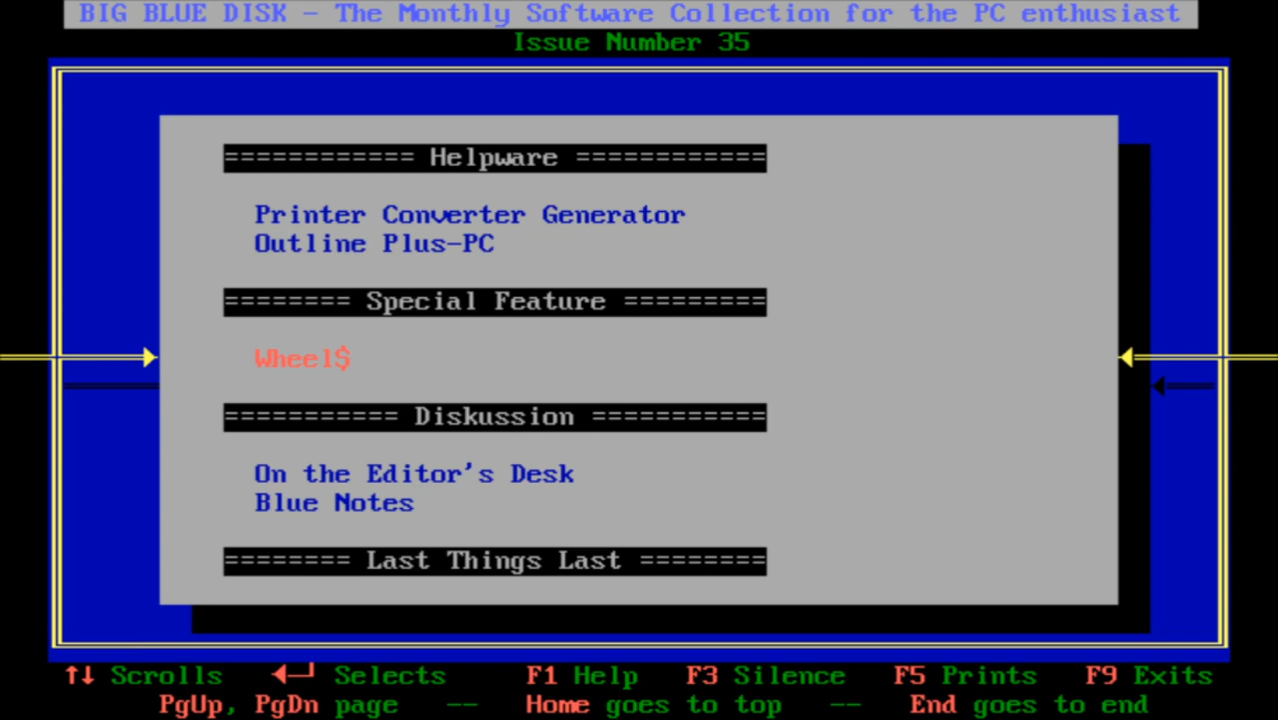 BIG BLUE DISK - The Monthly Software Collection for the PC enthusiast
Issue Number 35
============ Helpware ============
Printer Converter Generator
Outline Plus-PC
======== Special Feature =========
Wheel$
=========== Diskussion ===========
On the Editor's Desk
Blue Notes
======== Last Things Last ========
↑↓ Scrolls ◄─┘ Selects F1 Help F3 Silence F5 Prints F9 Exits
PgUp, PgDn page -- Home goes to top -- End goes to end